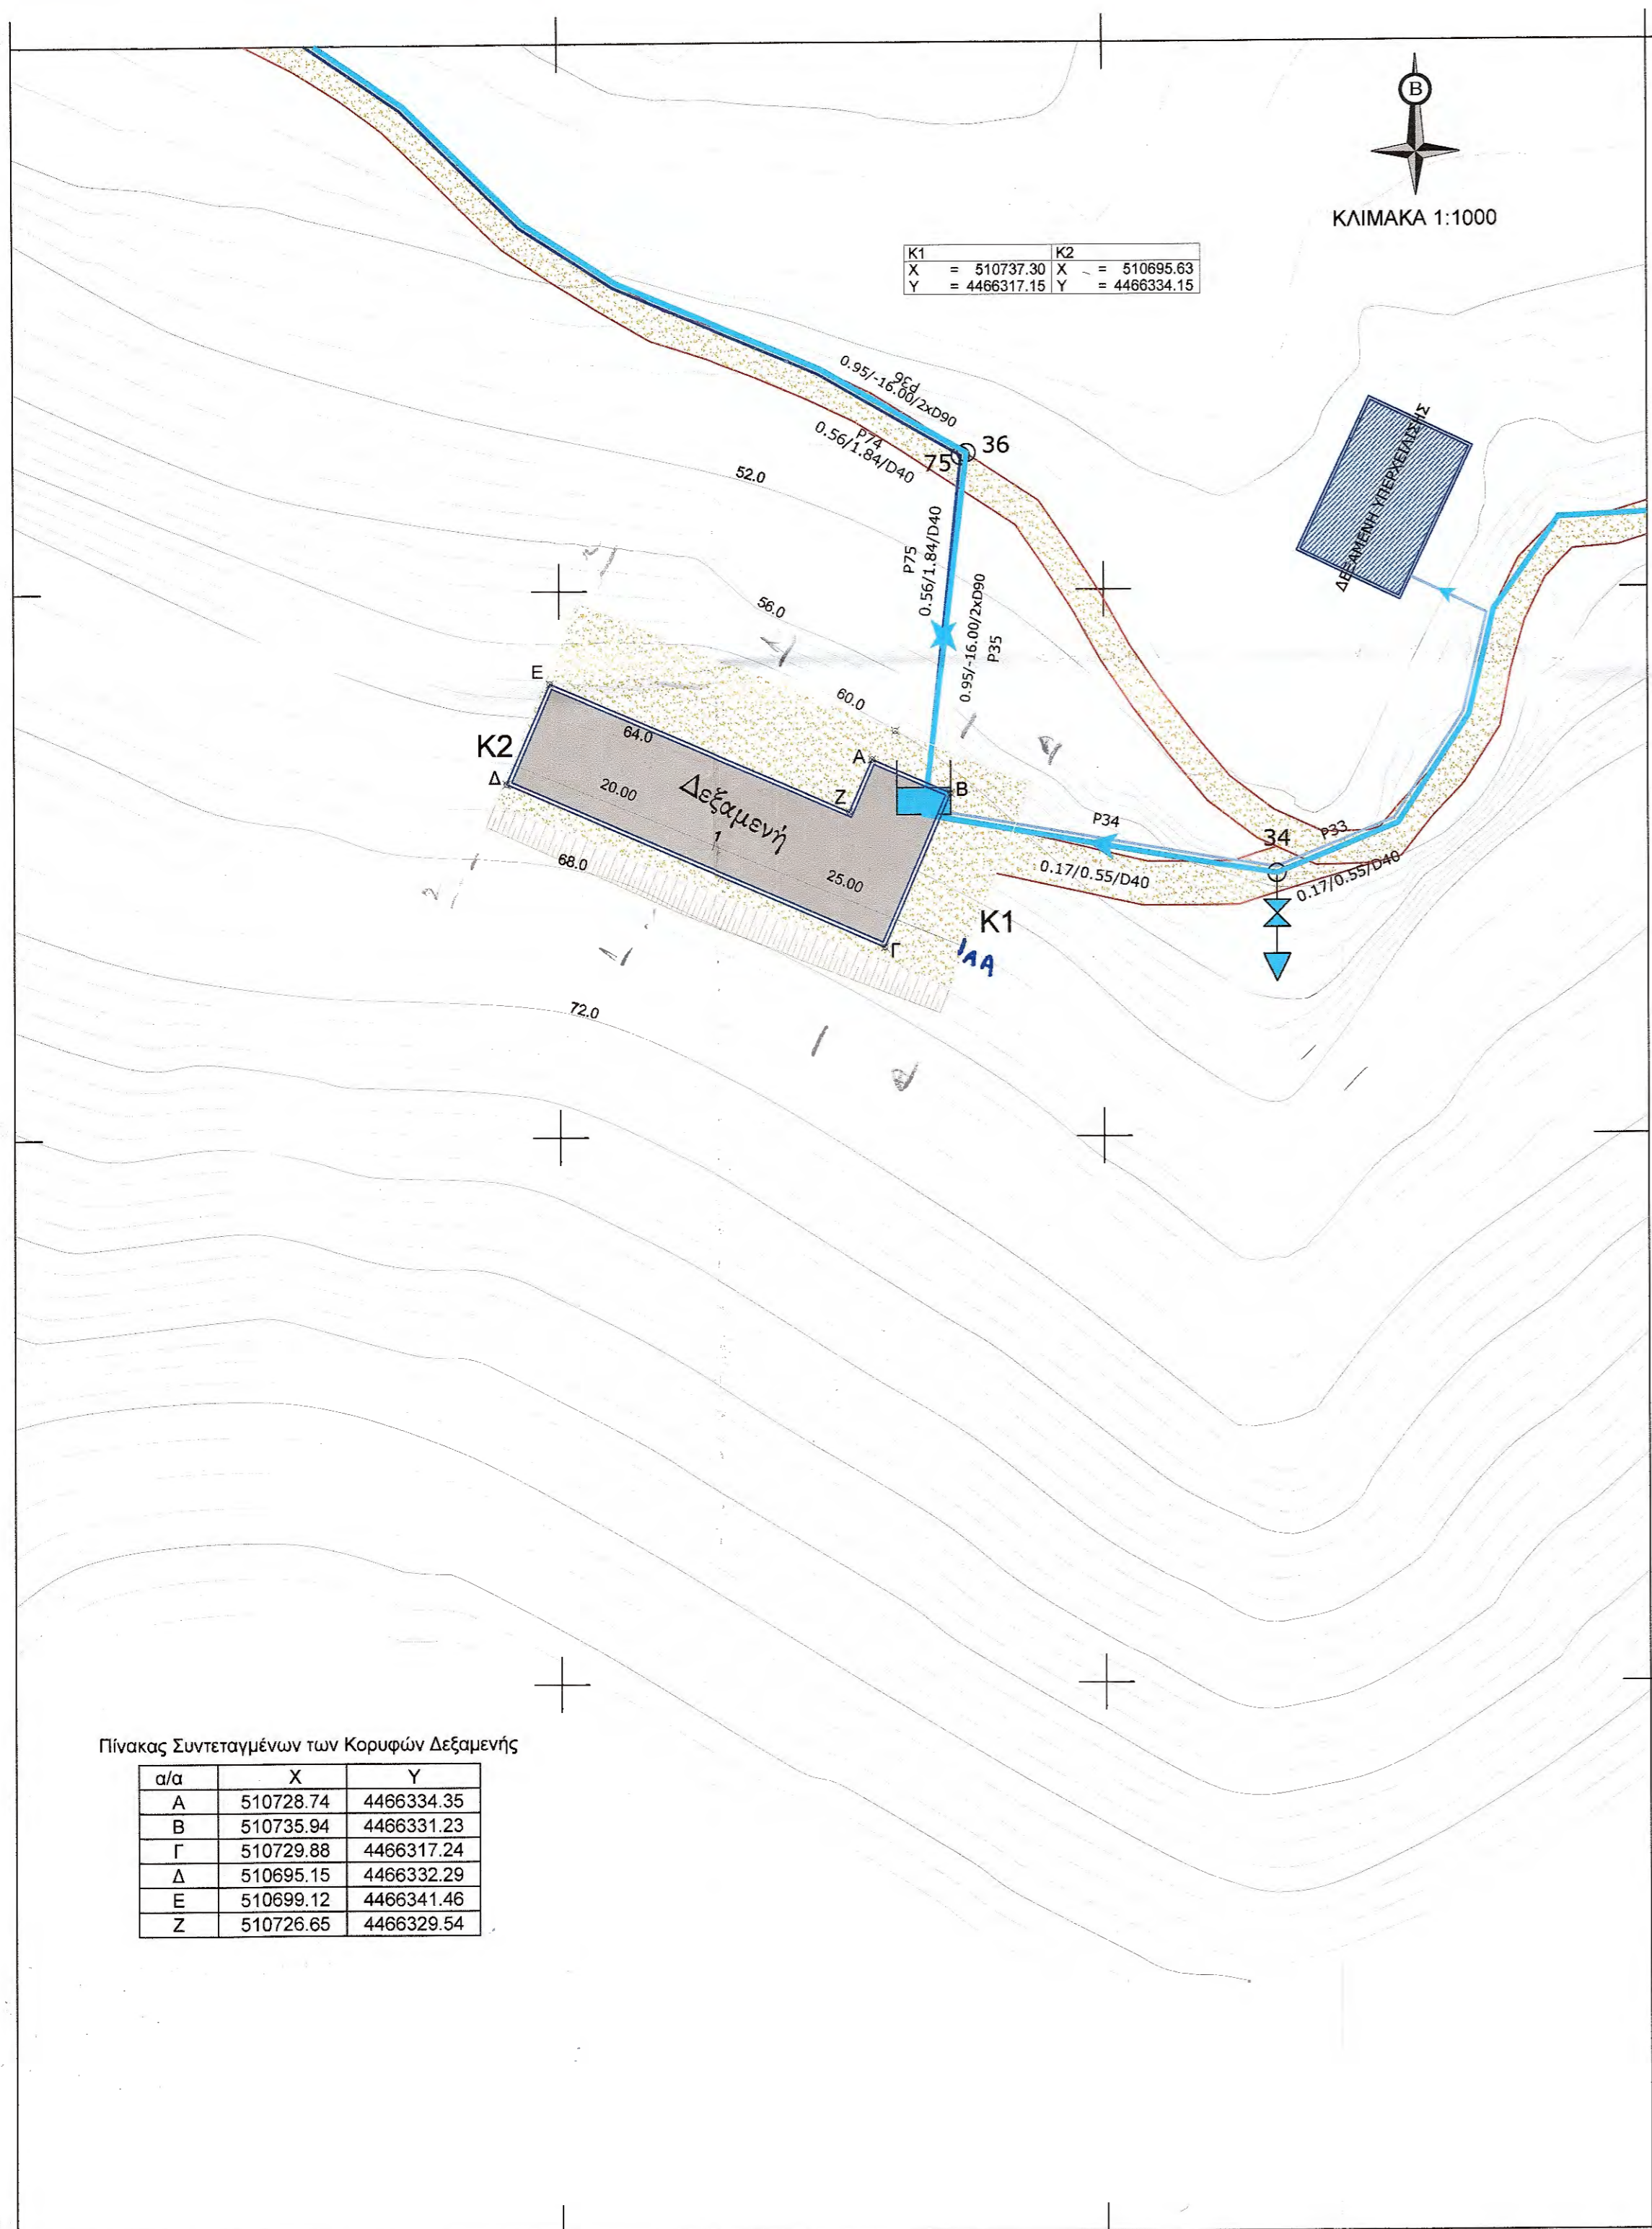 B
ΚΛΙΜΑΚΑ 1:1000
K1 K2
X = 510737.30 X = 510695.63
Y = 4466317.15 Y = 4466334.15
P36
0.95/-16.00/2xD90
P74
0.56/1.84/D40
36
75
52.0
ΔΕΞΑΜΕΝΗ ΥΠΕΡΧΕΙΛΙΣΗΣ
P75
0.56/1.84/D40
0.95/-16.00/2xD90
P35
56.0
60.0
E
64.0
K2
Δ
20.00
Δεξαμενή
1
A
Z
B
P34
34
P33
0.17/0.55/D40
0.17/0.55/D40
68.0
25.00
K1
Γ
1AA
72.0
Πίνακας Συντεταγμένων των Κορυφών Δεξαμενής
α/α X Y
Α 510728.74 4466334.35
Β 510735.94 4466331.23
Γ 510729.88 4466317.24
Δ 510695.15 4466332.29
Ε 510699.12 4466341.46
Ζ 510726.65 4466329.54